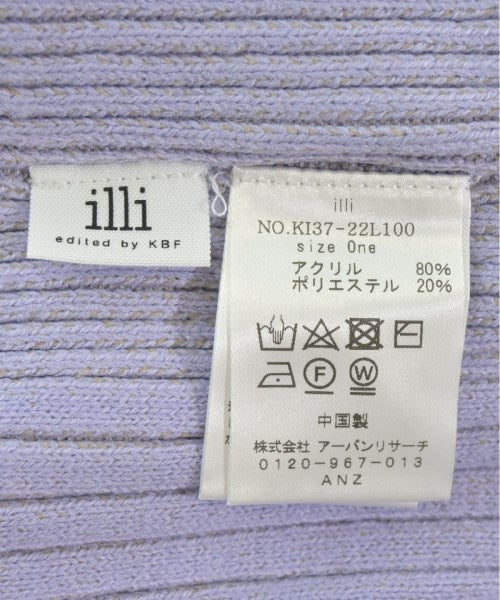 illi
edited by KBF
illi
NO.KI37-22L100
size One
アクリル 80%
ポリエステル 20%
F W
中国製
株式会社 アーバンリサーチ
0120-967-013
ANZ